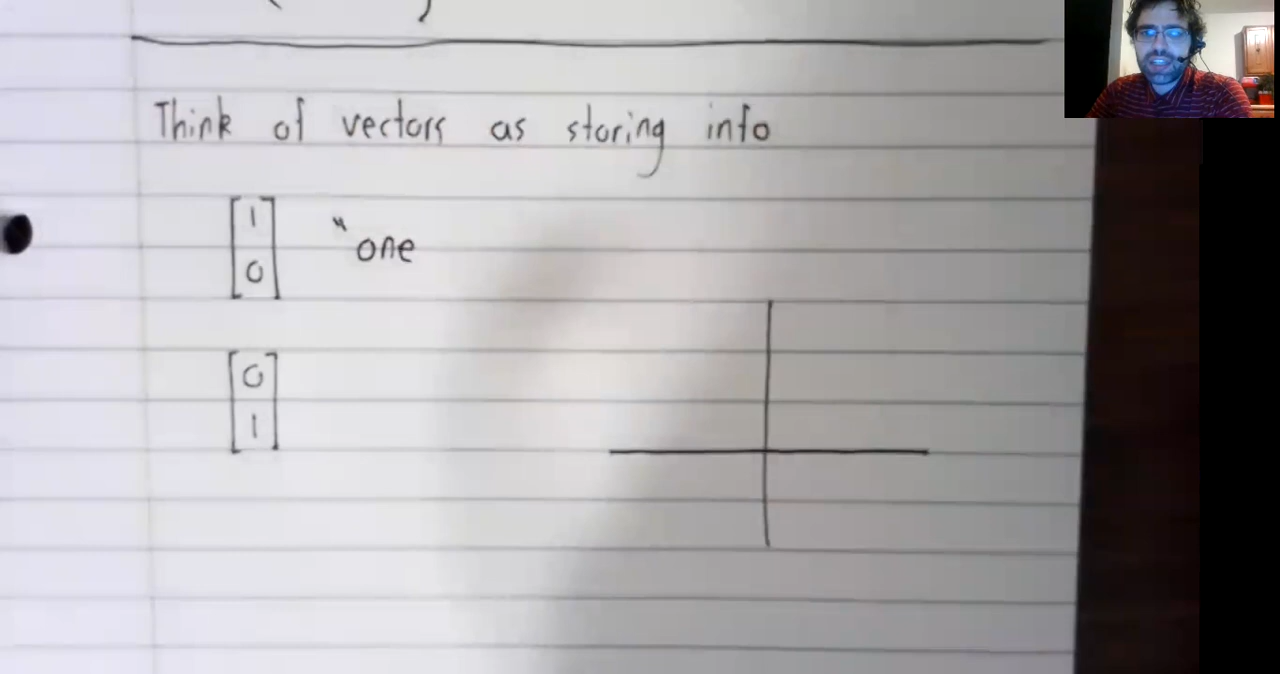 Think of vectors as storing info
[1 0] "one
[0 1]